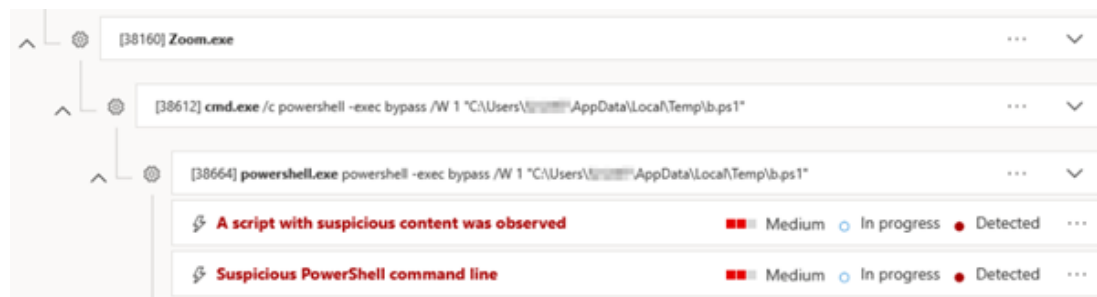 [38160] Zoom.exe
[38612] cmd.exe /c powershell -exec bypass /W 1 "C:\Users\ \AppData\Local\Temp\b.ps1"
[38664] powershell.exe powershell -exec bypass /W 1 "C:\Users\ \AppData\Local\Temp\b.ps1"
A script with suspicious content was observed Medium In progress Detected
Suspicious PowerShell command line Medium In progress Detected